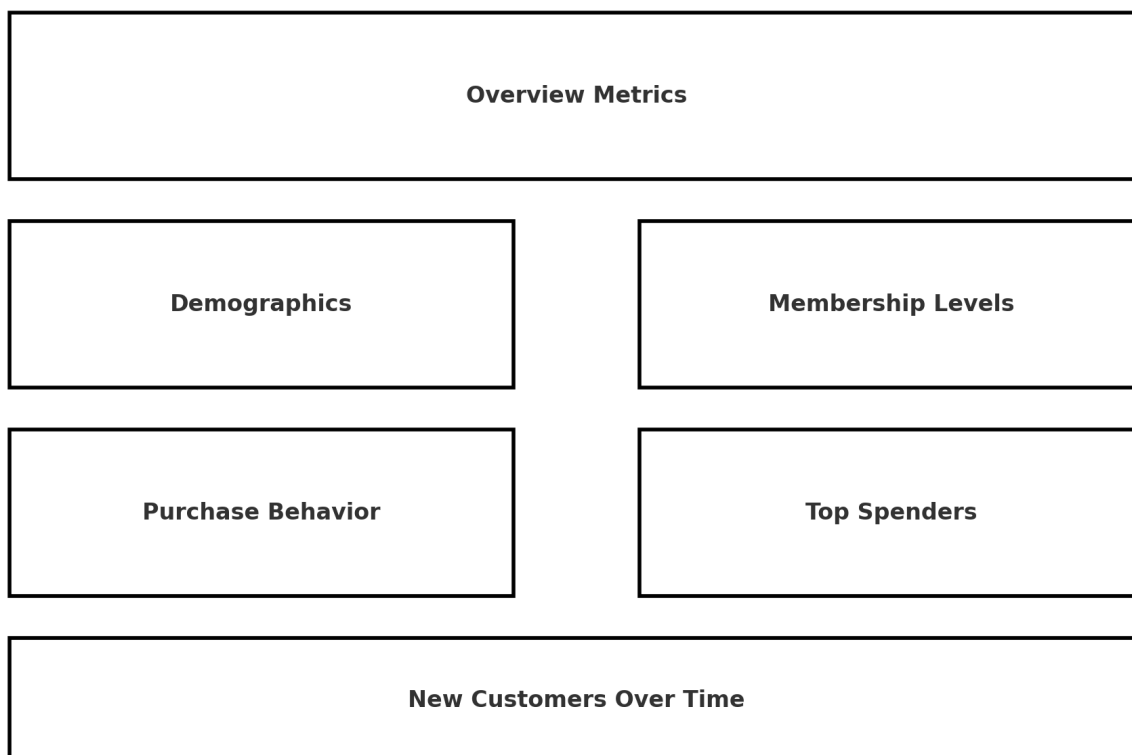 Overview Metrics
Demographics
Membership Levels
Purchase Behavior
Top Spenders
New Customers Over Time